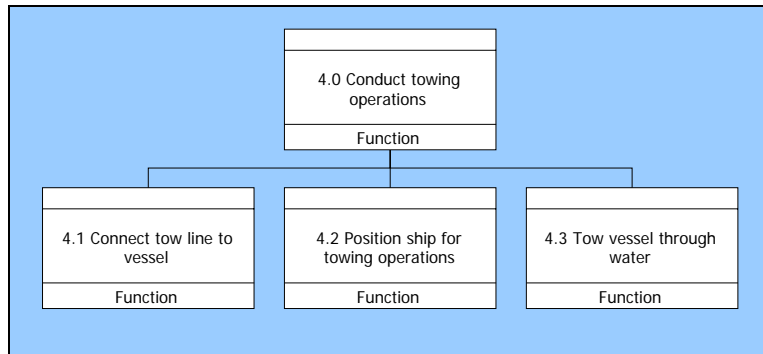 4.0 Conduct towing
operations
Function
4.1 Connect tow line to
vessel
Function
4.2 Position ship for
towing operations
Function
4.3 Tow vessel through
water
Function